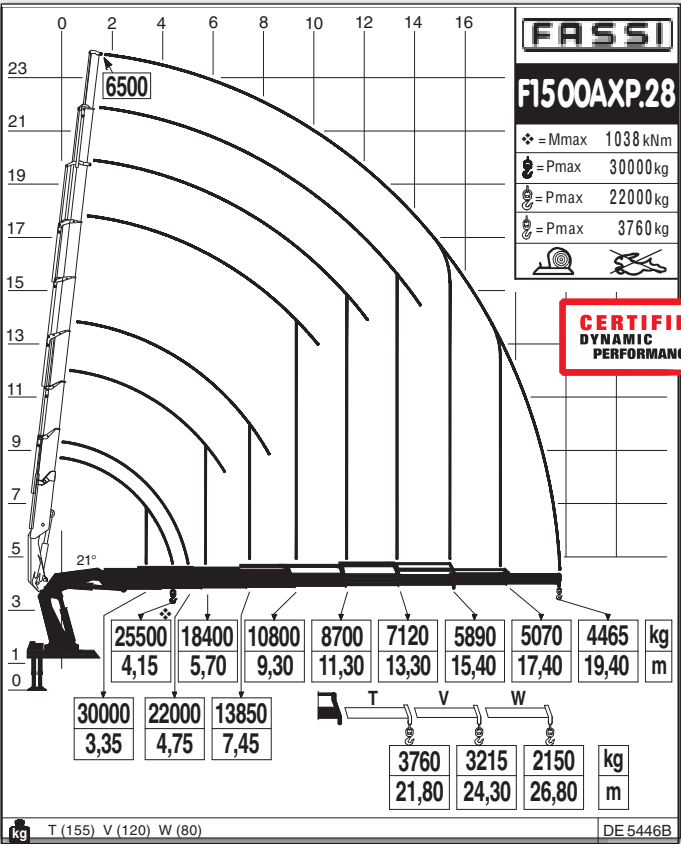 0 2 4 6 8 10 12 14 16
FASSI
F1500AXP.28
= Mmax 1038 kNm
= Pmax 30000 kg
= Pmax 22000 kg
= Pmax 3760 kg
23
21
19
17
15
13
11
9
7
5
3
1
0
6500
CERTIFI
DYNAMIC
PERFORMAN
21°
25500 18400 10800 8700 7120 5890 5070 4465 kg
4,15 5,70 9,30 11,30 13,30 15,40 17,40 19,40 m
30000 22000 13850
3,35 4,75 7,45
T V W
3760 3215 2150 kg
21,80 24,30 26,80 m
kg T (155) V (120) W (80)
DE 5446B